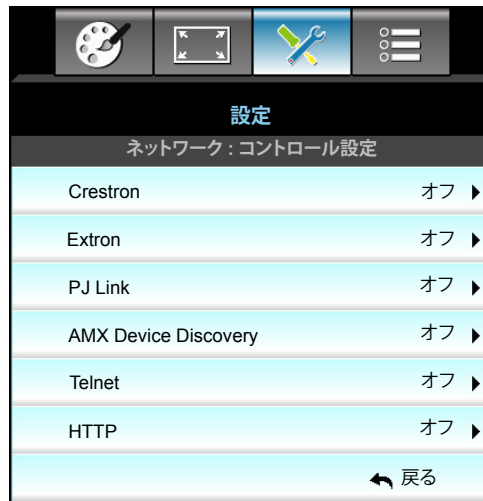 設定
ネットワーク : コントロール設定
Crestron オフ
Extron オフ
PJ Link オフ
AMX Device Discovery オフ
Telnet オフ
HTTP オフ
戻る